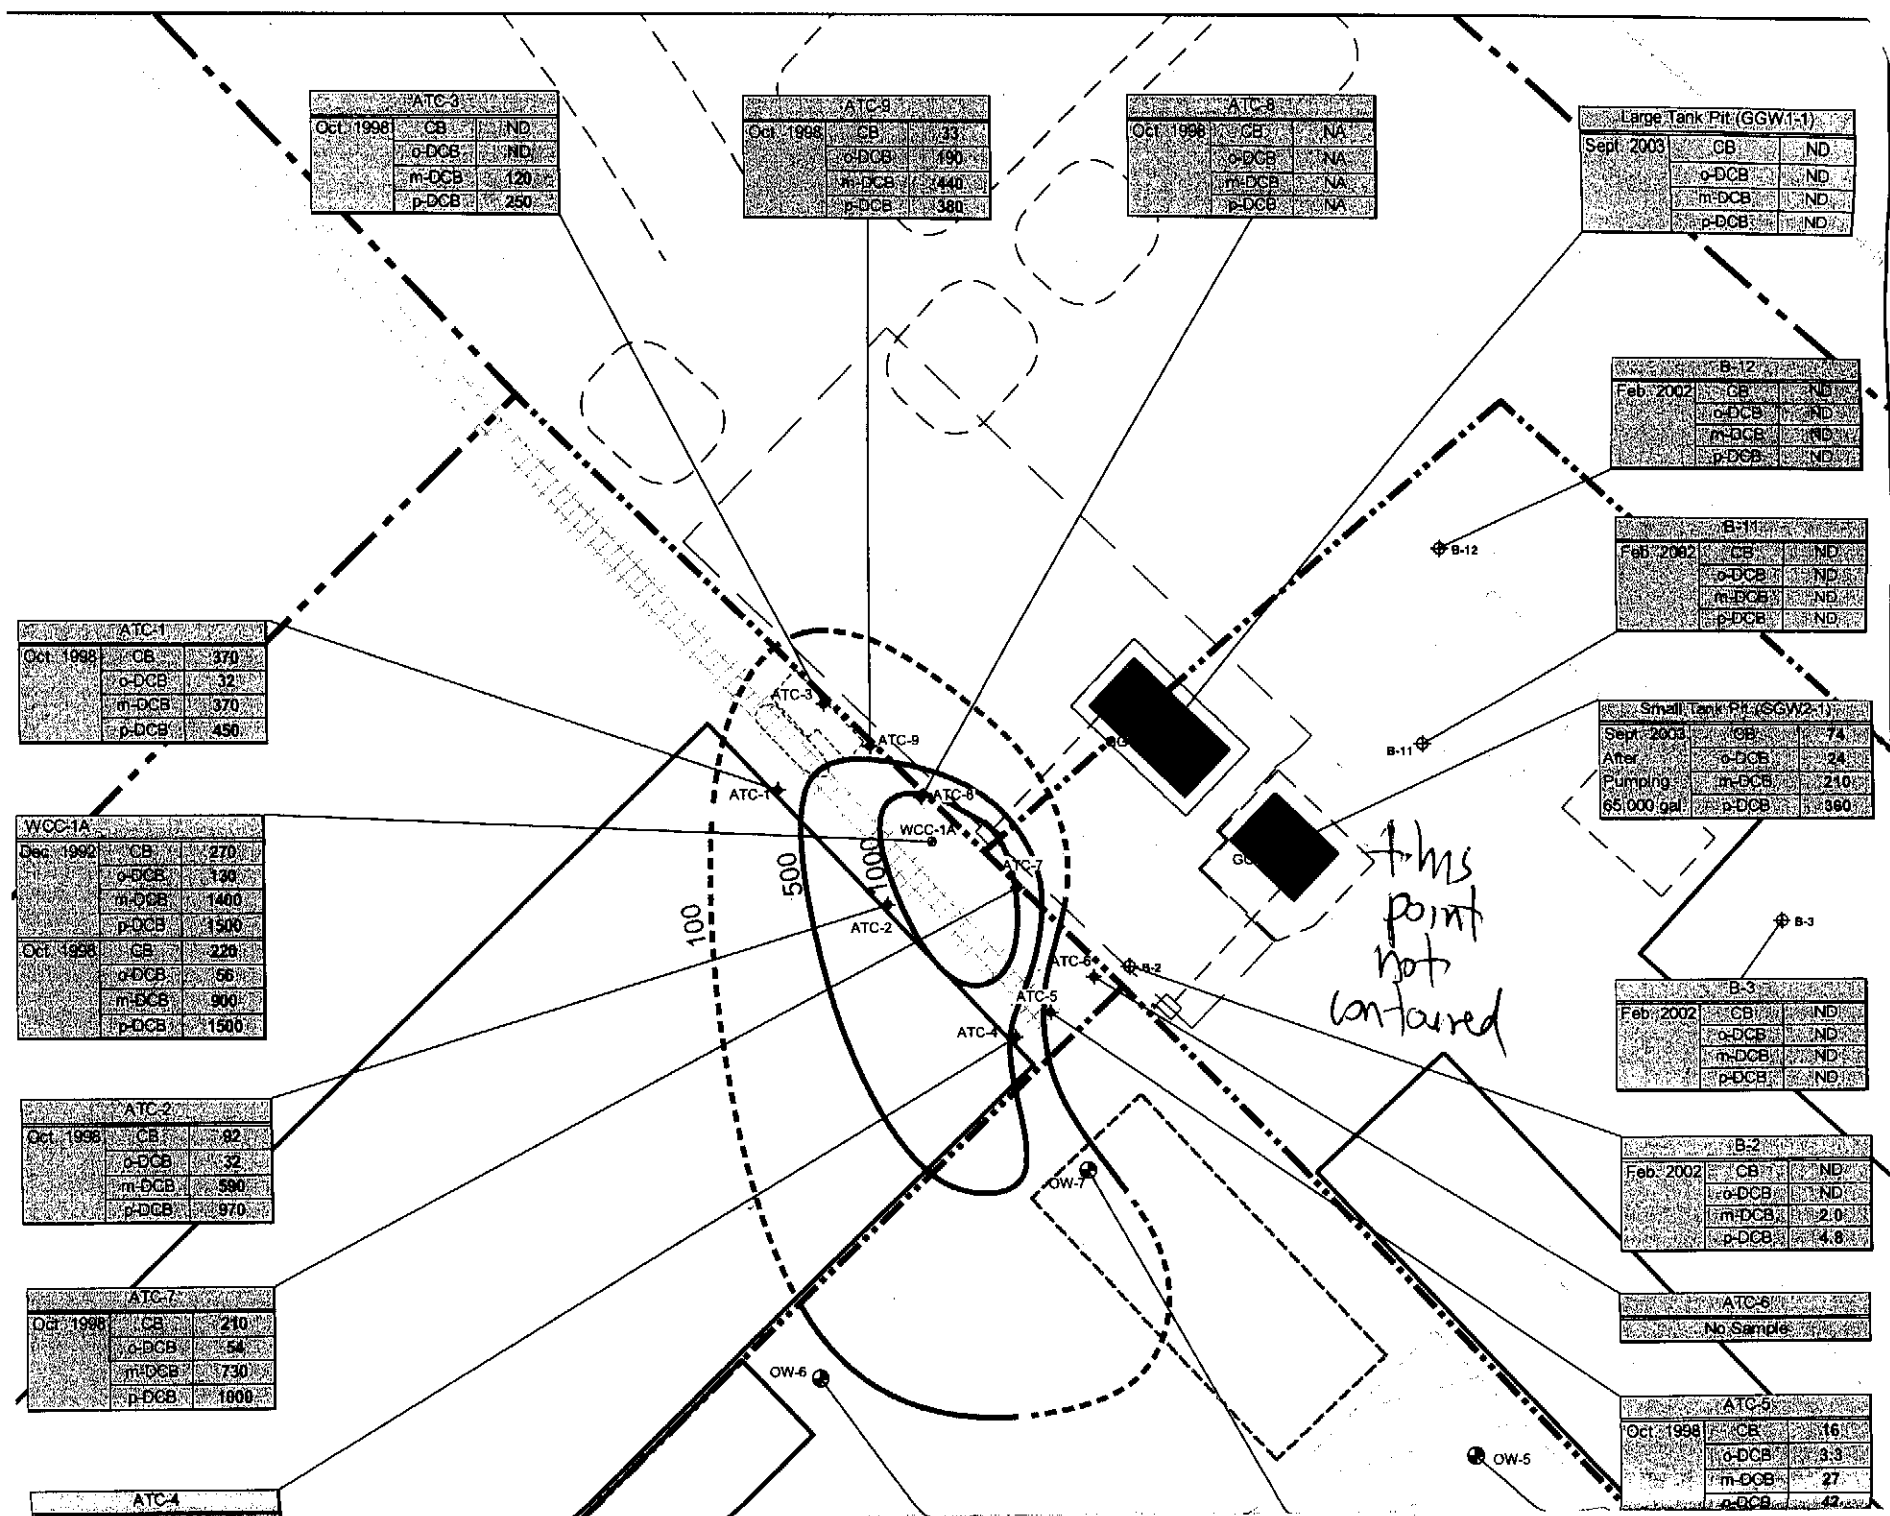 ATC-3
Oct. 1998 CB ND
o-DCB ND
m-DCB 120
p-DCB 250
ATC-9
Oct. 1998 CB 33
o-DCB 190
m-DCB 440
p-DCB 380
ATC-8
Oct. 1998 CB NA
o-DCB NA
m-DCB NA
p-DCB NA
Large Tank Pit (GGW1-1)
Sept. 2003 CB ND
o-DCB ND
m-DCB ND
p-DCB ND
B-12
Feb. 2002 CB ND
o-DCB ND
m-DCB ND
p-DCB ND
B-11
Feb. 2002 CB ND
o-DCB ND
m-DCB ND
p-DCB ND
ATC-1
Oct. 1998 CB 370
o-DCB 32
m-DCB 370
p-DCB 450
Small Tank Pit (GGW2-1)
Sept. 2003 CB 74
After o-DCB 24
Pumping m-DCB 210
65,000 gal p-DCB 360
WCC-1A
Dec. 1992 CB 270
o-DCB 130
m-DCB 1400
p-DCB 1500
Oct. 1998 CB 220
o-DCB 56
m-DCB 900
p-DCB 1500
B-3
Feb. 2002 CB ND
o-DCB ND
m-DCB ND
p-DCB ND
ATC-2
Oct. 1998 CB 92
o-DCB 32
m-DCB 590
p-DCB 970
B-2
Feb. 2002 CB ND
o-DCB ND
m-DCB 2.0
p-DCB 4.8
ATC-7
Oct. 1998 CB 210
o-DCB 54
m-DCB 730
p-DCB 1000
ATC-6
No Sample
ATC-5
Oct. 1998 CB 16
o-DCB 3.3
m-DCB 27
p-DCB 42
ATC-4
B-12
ATC-3
ATC-9
B-11
ATC-1
ATC-8
WCC-1A
ATC-7
500
1000
100
ATC-2
B-3
ATC-6
B-2
ATC-5
ATC-4
OW-7
OW-6
OW-5
this
point
not
contoured